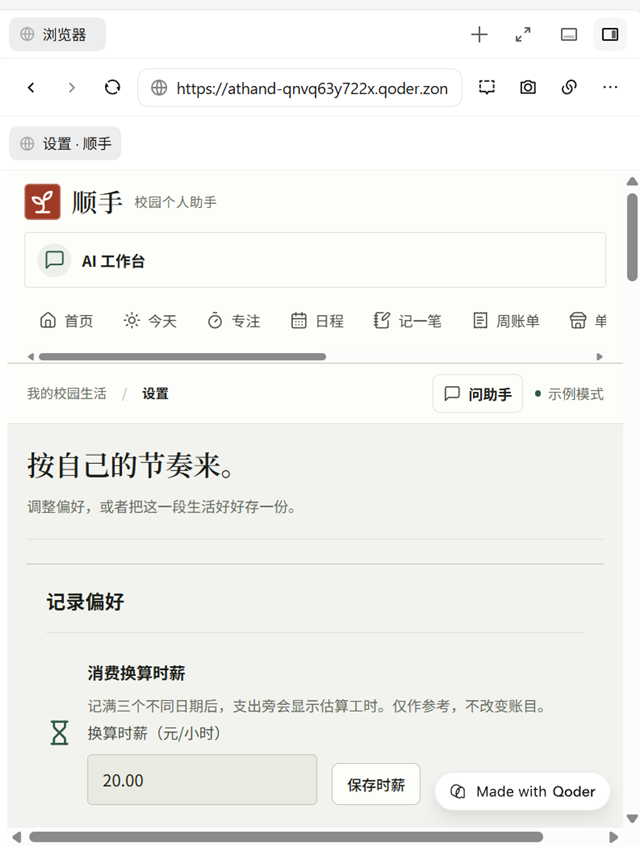 浏览器
https://athand-qnvq63y722x.qoder.zon
设置 · 顺手
顺手 校园个人助手
AI 工作台
首页 今天 专注 日程 记一笔 周账单 单
我的校园生活 / 设置 问助手 示例模式
按自己的节奏来。
调整偏好，或者把这一段生活好好存一份。
记录偏好
消费换算时薪
记满三个不同日期后，支出旁会显示估算工时。仅作参考，不改变账目。
换算时薪（元/小时）
20.00 保存时薪
Made with Qoder